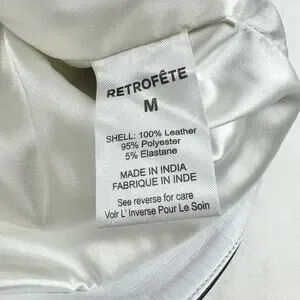 RETROFÊTE
M
SHELL: 100% Leather
95% Polyester
5% Elastane
MADE IN INDIA
FABRIQUE IN INDE
See reverse for care
Voir L' Inverse Pour Le Soin